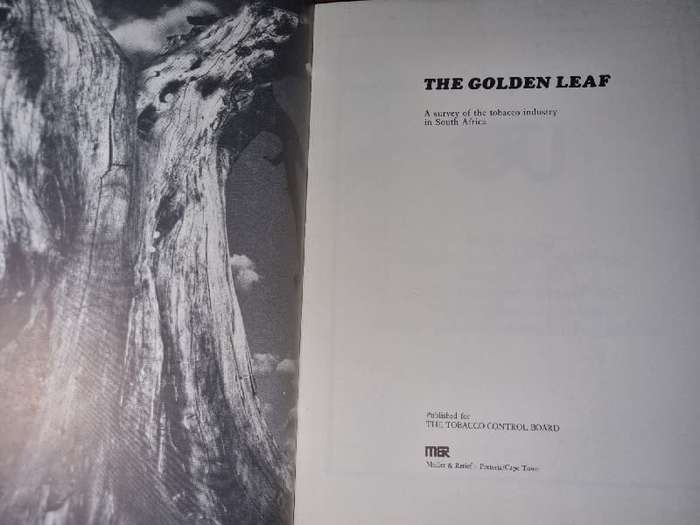 THE GOLDEN LEAF
A survey of the tobacco industry
in South Africa
Published for
THE TOBACCO CONTROL BOARD
M&R
Muller & Retief - Pretoria/Cape Town